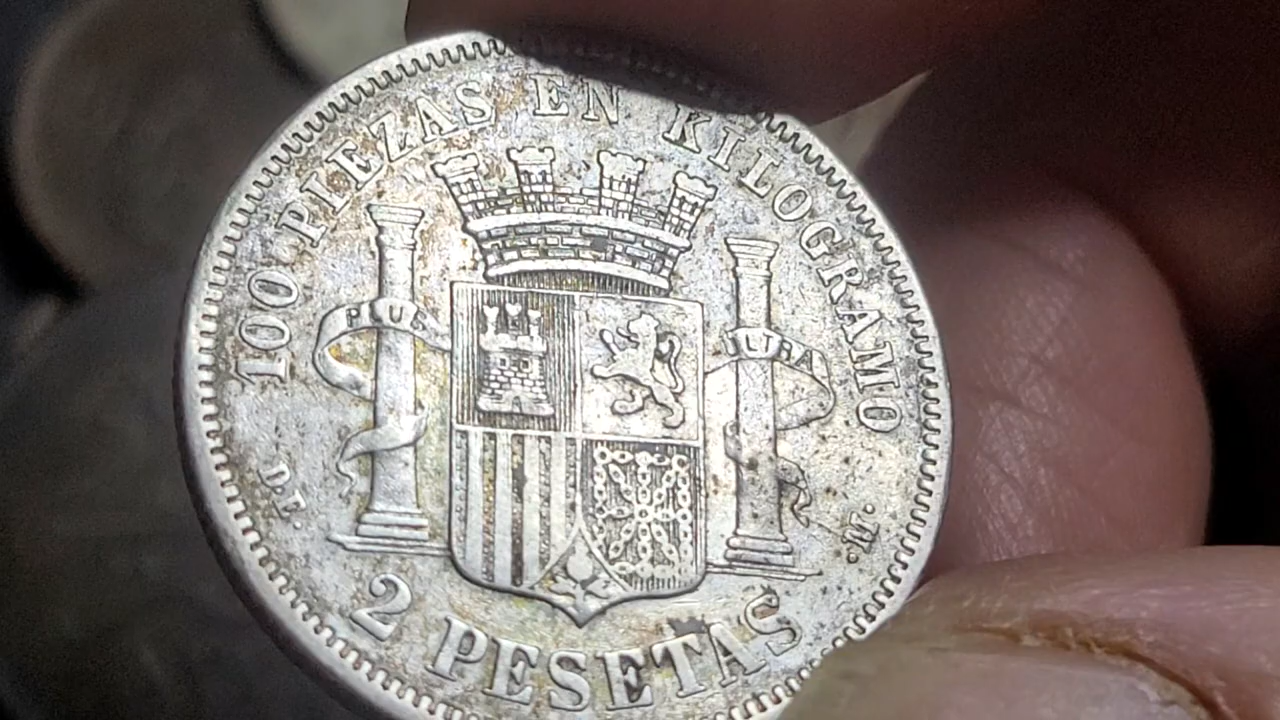 100 PIEZAS EN KILOGRAMO
PLUS
ULTRA
D.E.
·M·
2 PESETAS